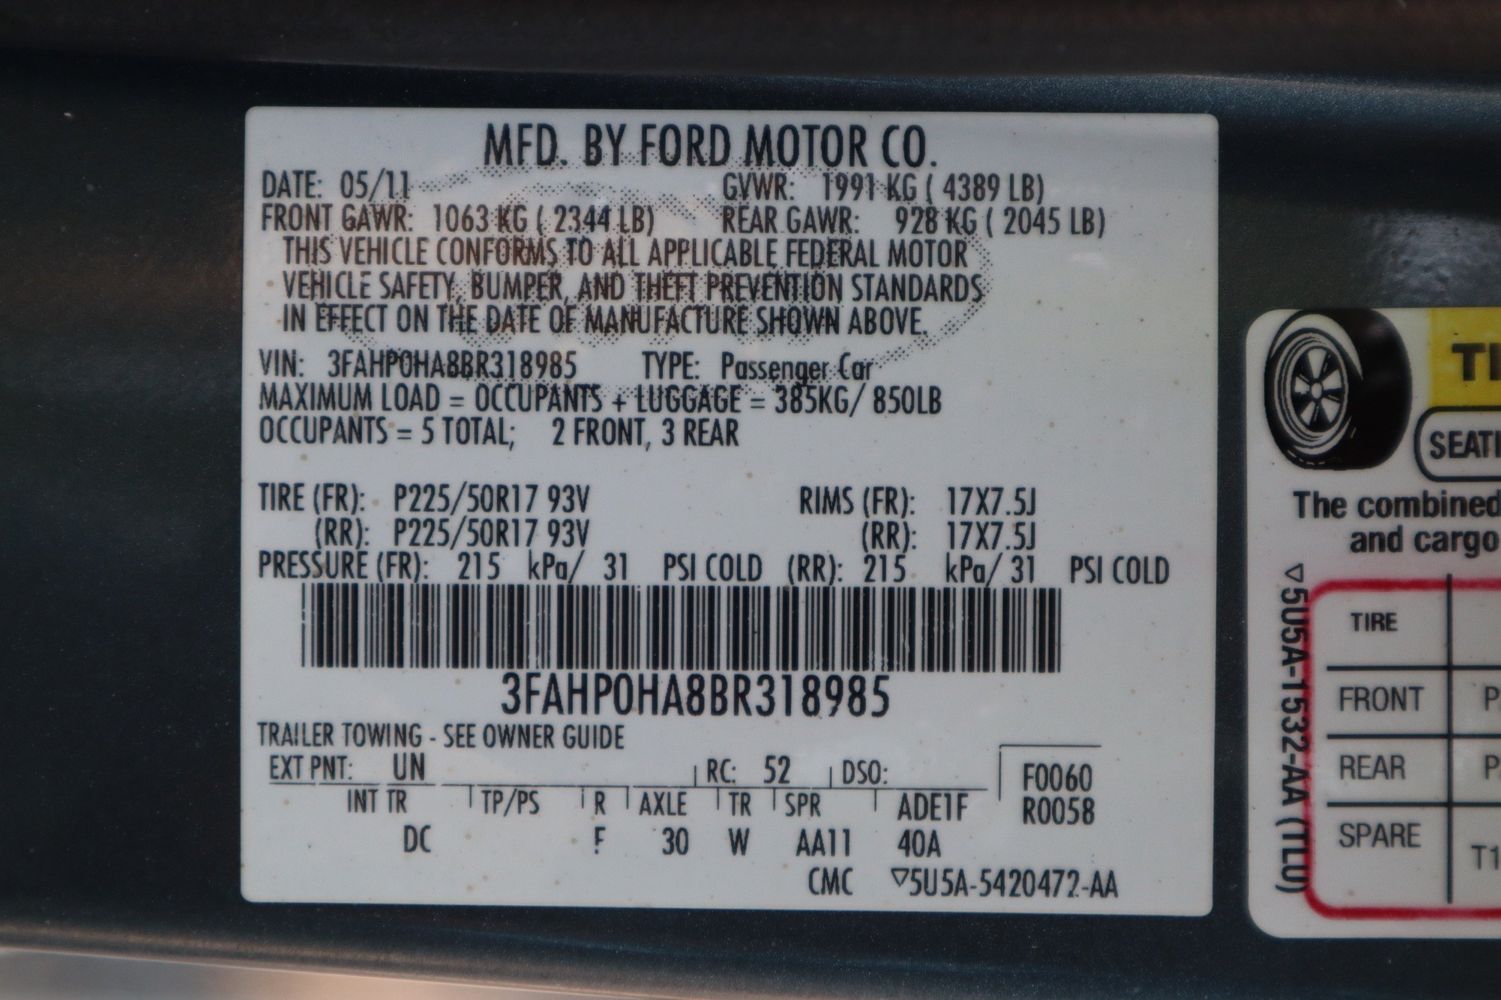 MFD. BY FORD MOTOR CO.
DATE: 05/11 GVWR: 1991 KG ( 4389 LB)
FRONT GAWR: 1063 KG ( 2344 LB) REAR GAWR: 928 KG ( 2045 LB)
THIS VEHICLE CONFORMS TO ALL APPLICABLE FEDERAL MOTOR
VEHICLE SAFETY, BUMPER, AND THEFT PREVENTION STANDARDS
IN EFFECT ON THE DATE OF MANUFACTURE SHOWN ABOVE.
VIN: 3FAHP0HA8BR318985 TYPE: Passenger Car
MAXIMUM LOAD = OCCUPANTS + LUGGAGE = 385KG/ 850LB
OCCUPANTS = 5 TOTAL; 2 FRONT, 3 REAR
TIRE (FR): P225/50R17 93V RIMS (FR): 17X7.5J
(RR): P225/50R17 93V (RR): 17X7.5J
PRESSURE (FR): 215 kPa/ 31 PSI COLD (RR): 215 kPa/ 31 PSI COLD
3FAHP0HA8BR318985
TRAILER TOWING - SEE OWNER GUIDE
EXT PNT: UN RC: 52 DSO: F0060
INT TR TP/PS R AXLE TR SPR ADE1F R0058
DC F 30 W AA11 40A
CMC ▽5U5A-5420472-AA
TI
SEATI
The combined
and cargo
▽5U5A-1532-AA (TLU)
TIRE
FRONT P
REAR P
SPARE T1